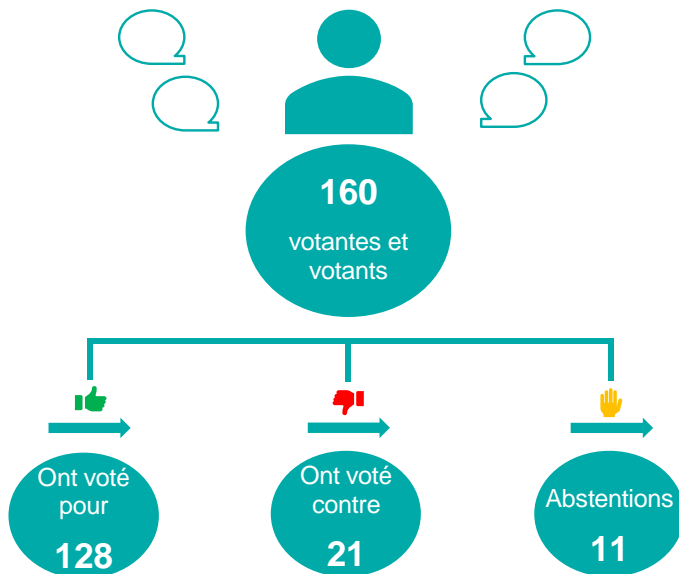 160
votantes et
votants
Ont voté
pour
128
Ont voté
contre
21
Abstentions
11